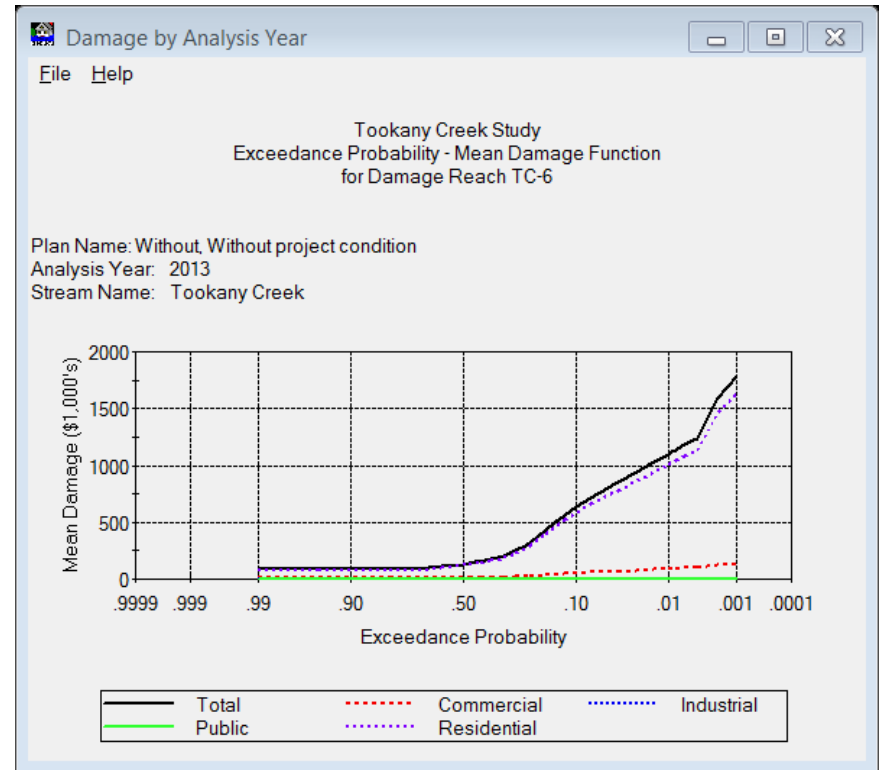 Damage by Analysis Year
File Help
Tookany Creek Study
Exceedance Probability - Mean Damage Function
for Damage Reach TC-6
Plan Name: Without, Without project condition
Analysis Year: 2013
Stream Name: Tookany Creek
Mean Damage ($1,000's)
2000
1500
1000
500
0
.9999 .999 .99 .90 .50 .10 .01 .001 .0001
Exceedance Probability
Total Commercial Industrial
Public Residential